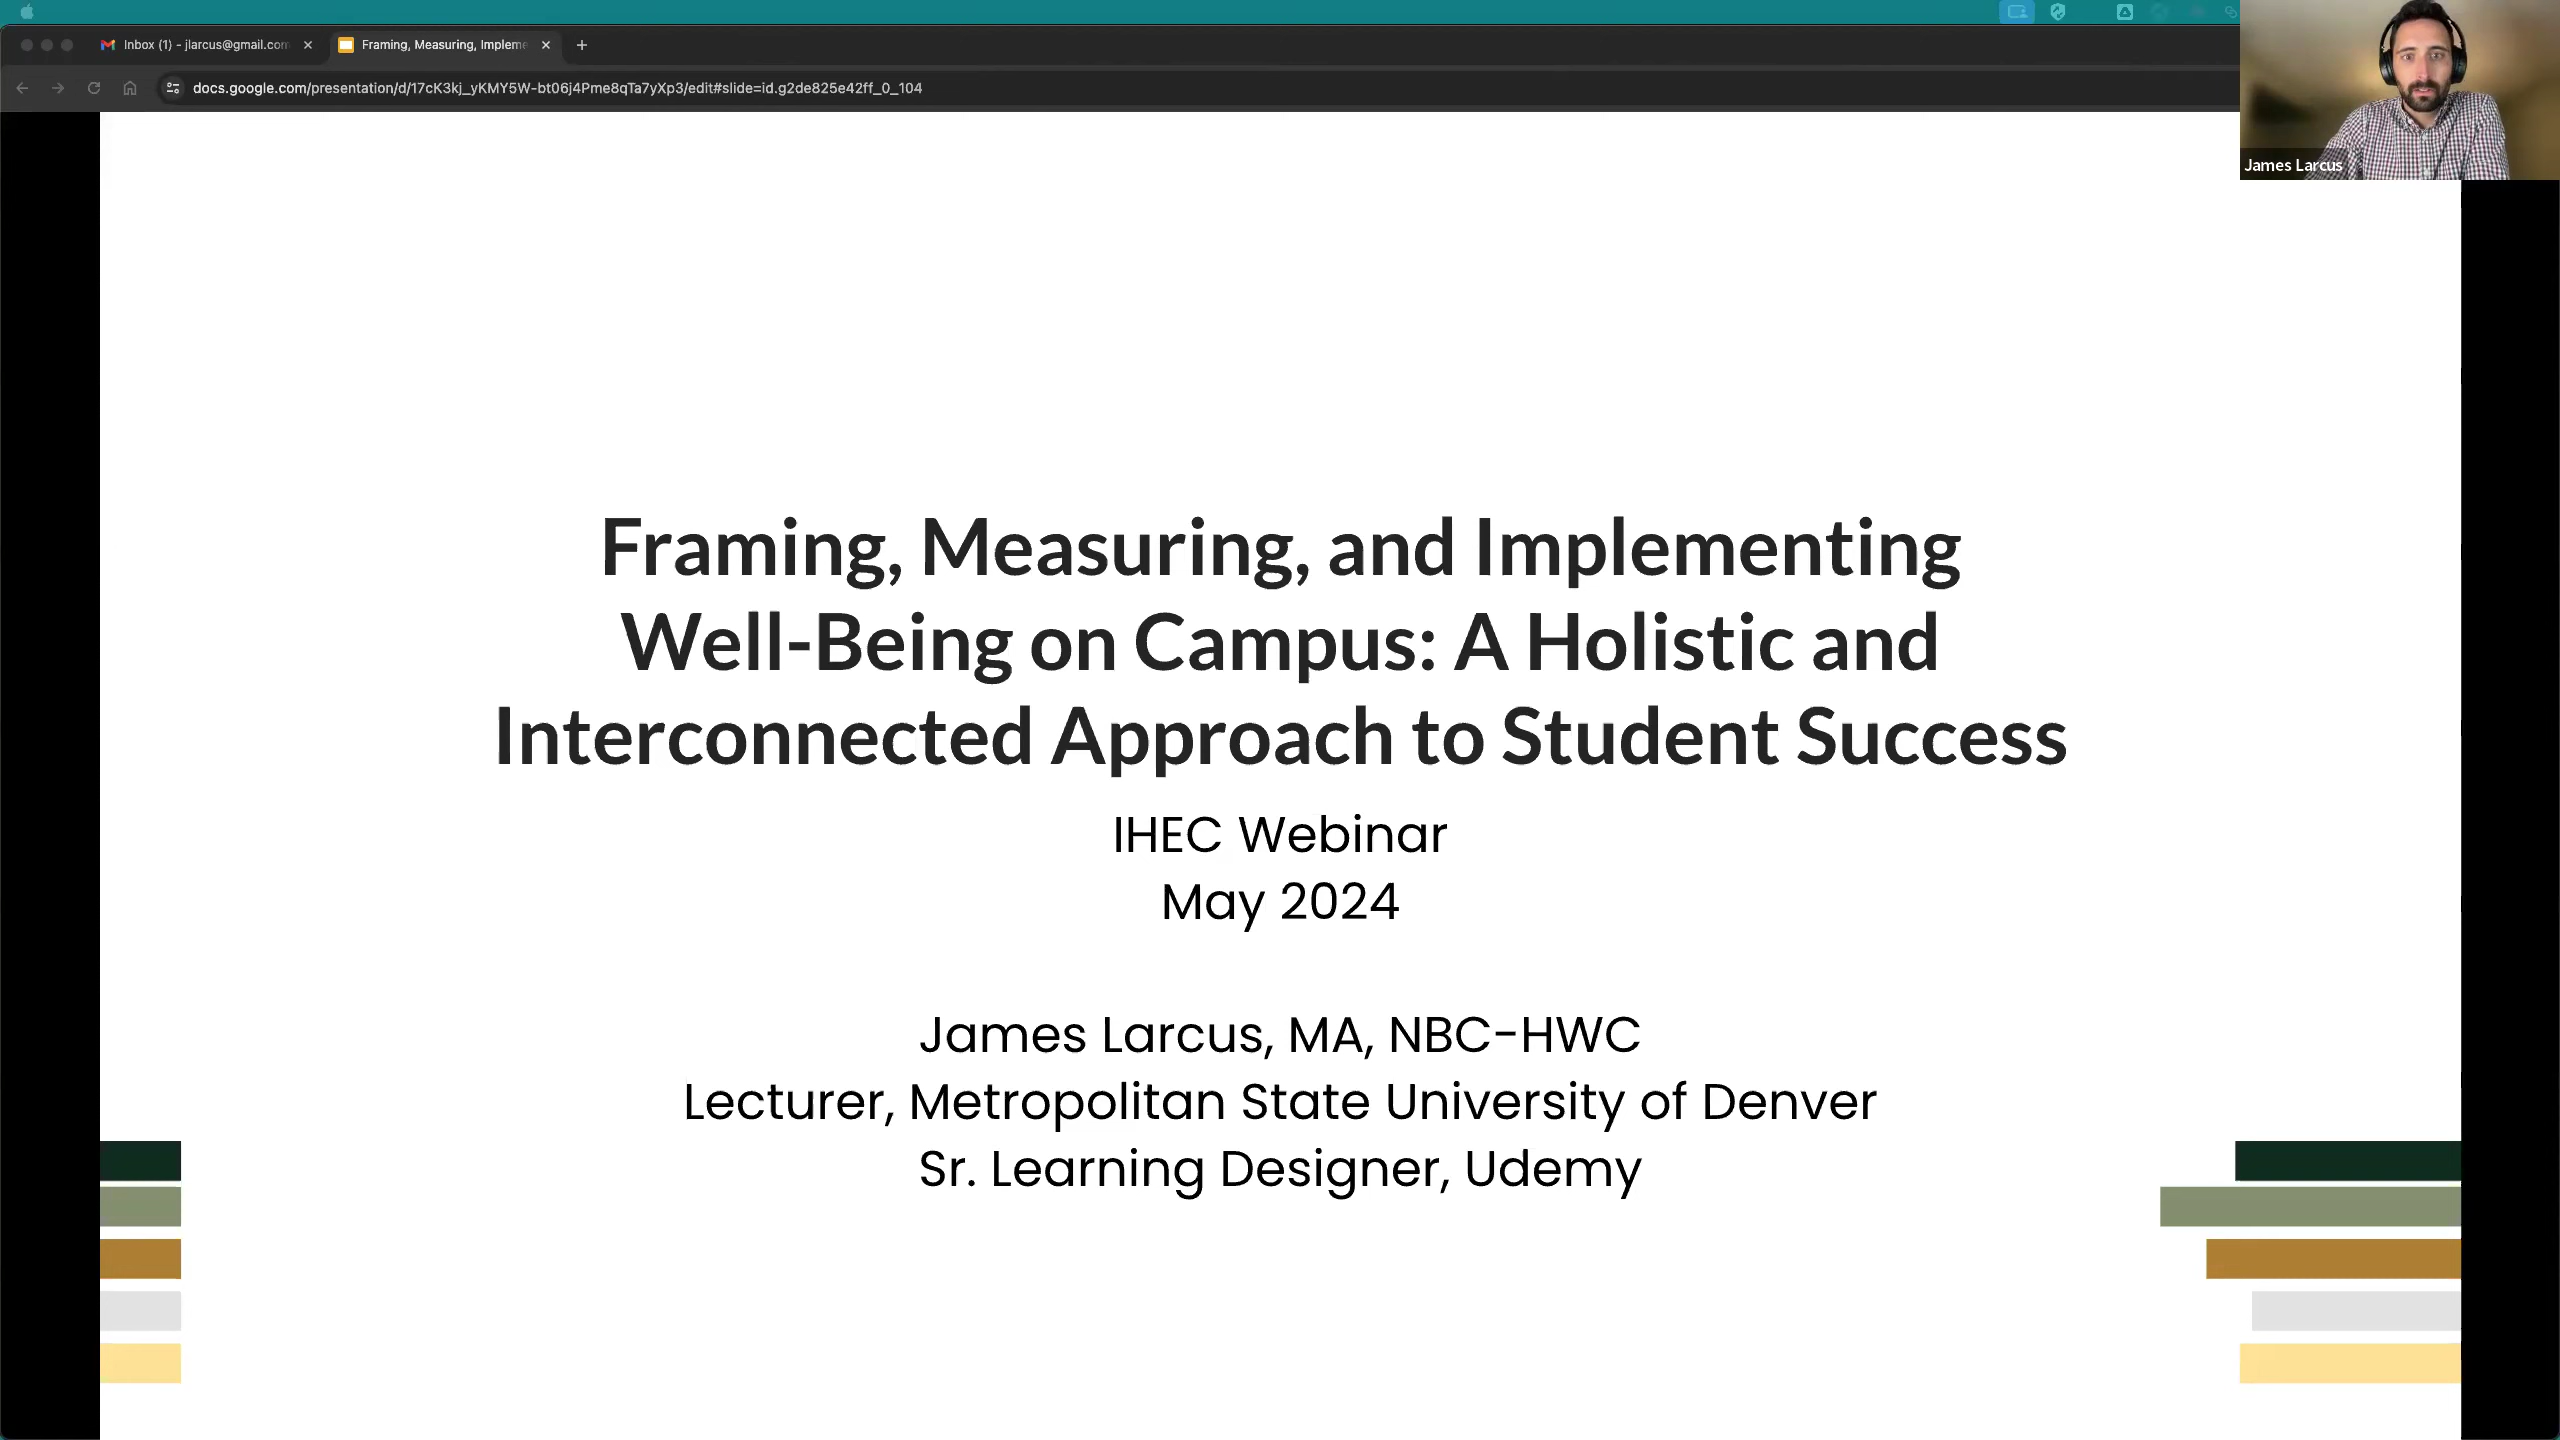 Inbox (1) - jlarcus@gmail.com
Framing, Measuring, Impleme
docs.google.com/presentation/d/17cK3kj_yKMY5W-bt06j4Pme8qTa7yXp3/edit#slide=id.g2de825e42ff_0_104
James Larcus
Framing, Measuring, and Implementing
Well-Being on Campus: A Holistic and
Interconnected Approach to Student Success
IHEC Webinar
May 2024
James Larcus, MA, NBC-HWC
Lecturer, Metropolitan State University of Denver
Sr. Learning Designer, Udemy